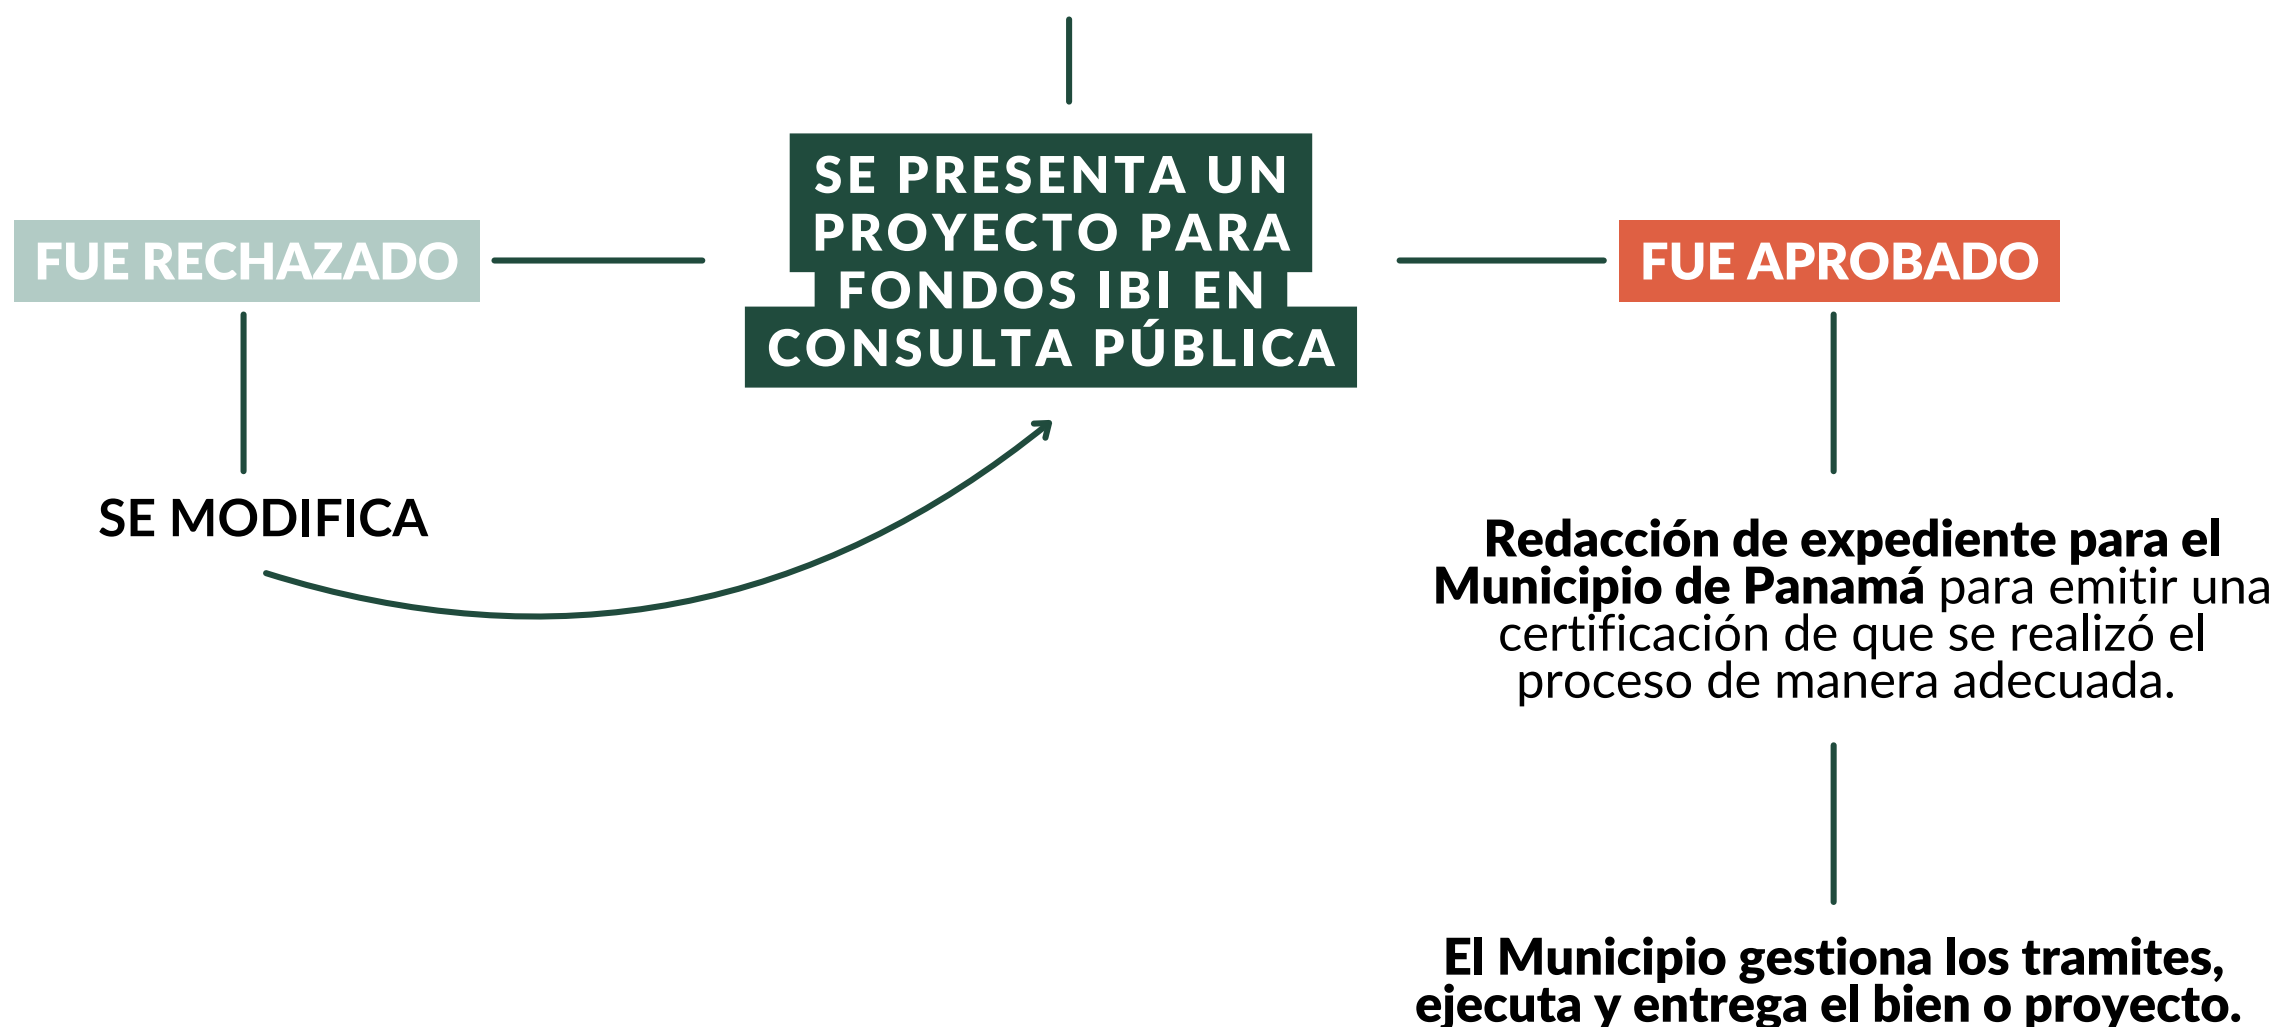 SE PRESENTA UN
PROYECTO PARA
FONDOS IBI EN
CONSULTA PÚBLICA
FUE RECHAZADO
FUE APROBADO
SE MODIFICA
Redacción de expediente para el
Municipio de Panamá para emitir una
certificación de que se realizó el
proceso de manera adecuada.
El Municipio gestiona los tramites,
ejecuta y entrega el bien o proyecto.